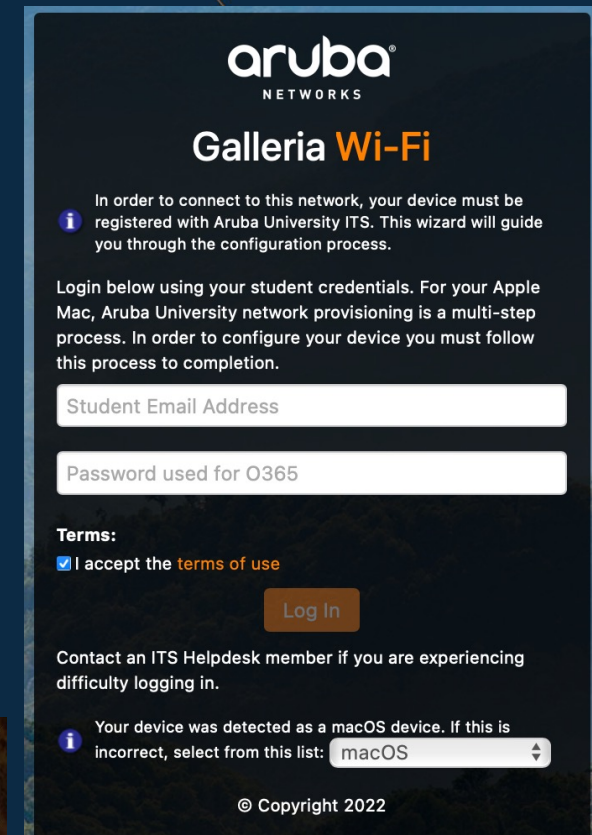 aruba
NETWORKS
Galleria Wi-Fi
In order to connect to this network, your device must be
registered with Aruba University ITS. This wizard will guide
you through the configuration process.
Login below using your student credentials. For your Apple
Mac, Aruba University network provisioning is a multi-step
process. In order to configure your device you must follow
this process to completion.
Student Email Address
Password used for O365
Terms:
I accept the terms of use
Log In
Contact an ITS Helpdesk member if you are experiencing
difficulty logging in.
Your device was detected as a macOS device. If this is
incorrect, select from this list: macOS
© Copyright 2022